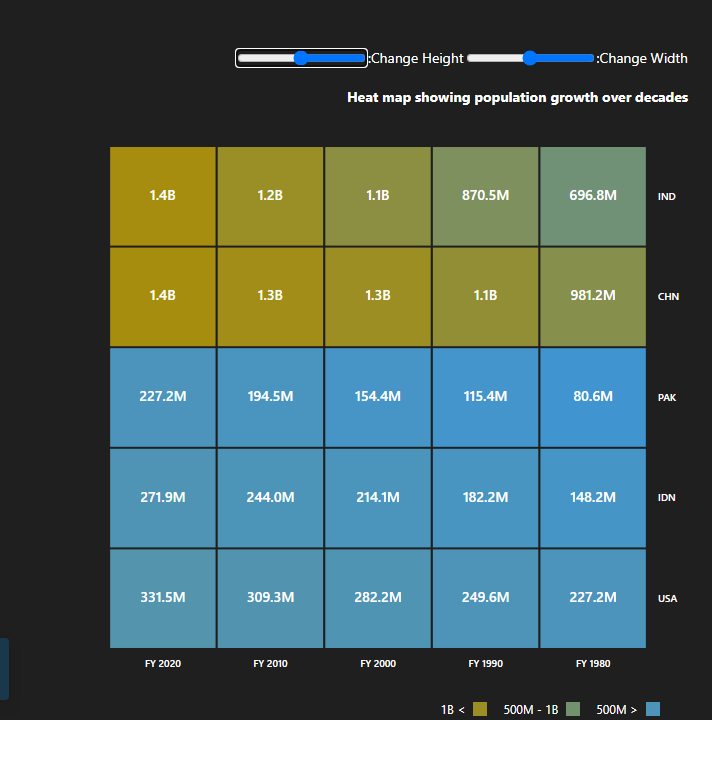 :Change Height :Change Width
Heat map showing population growth over decades
1.4B 1.2B 1.1B 870.5M 696.8M IND
1.4B 1.3B 1.3B 1.1B 981.2M CHN
227.2M 194.5M 154.4M 115.4M 80.6M PAK
271.9M 244.0M 214.1M 182.2M 148.2M IDN
331.5M 309.3M 282.2M 249.6M 227.2M USA
FY 2020 FY 2010 FY 2000 FY 1990 FY 1980
1B < 500M - 1B 500M >